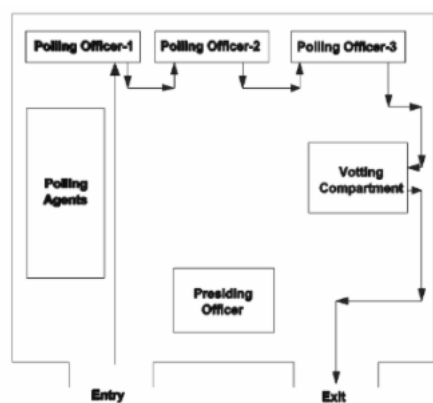 Polling Officer-1
Polling Officer-2
Polling Officer-3
Polling
Agents
Votting
Compartment
Presiding
Officer
Entry
Exit